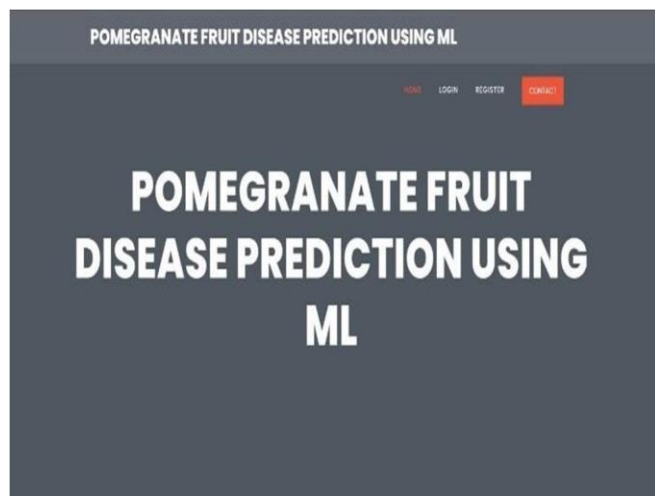 POMEGRANATE FRUIT DISEASE PREDICTION USING ML
HOME LOGIN REGISTER CONTACT
POMEGRANATE FRUIT
DISEASE PREDICTION USING
ML